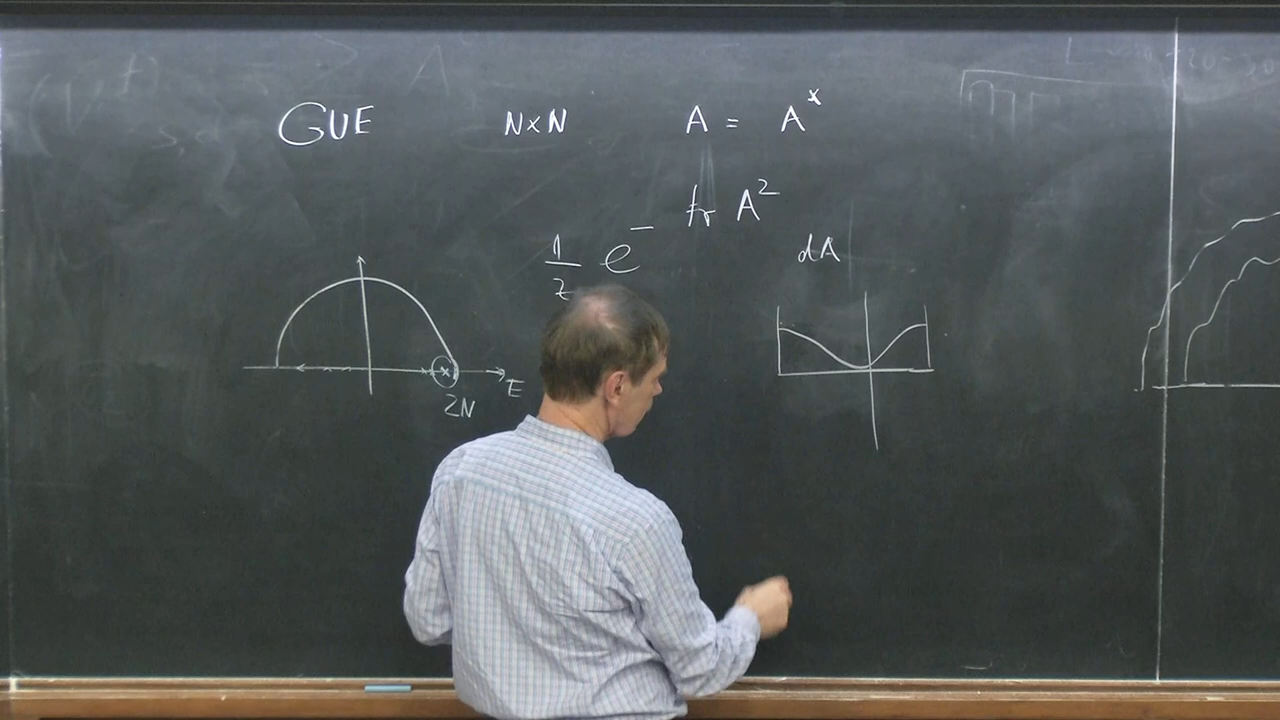 GUE N×N A = A*
tr A²
1/z e⁻ dA
E
2N